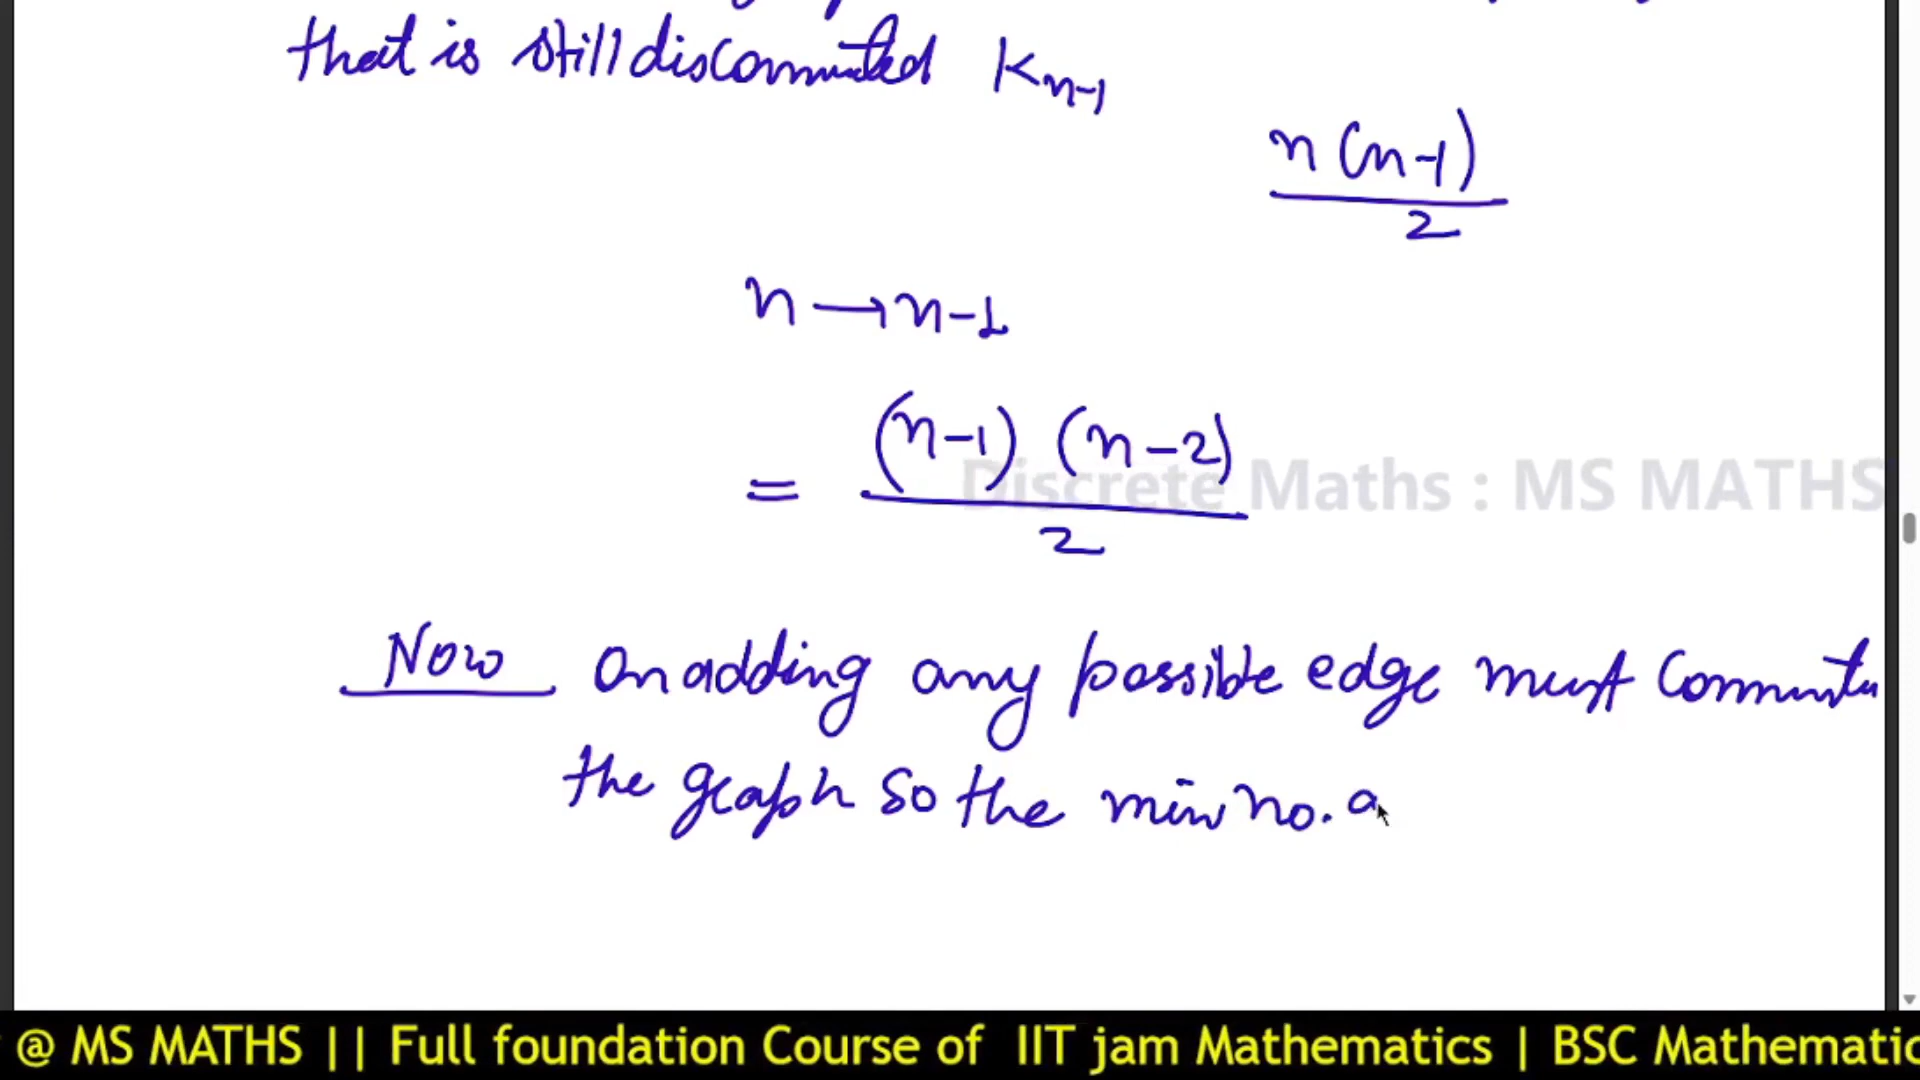 that is still disconnected Kn-1
n(n-1)
2
n → n-1
= (n-1) (n-2)
2
Discrete Maths : MS MATHS
Now On adding any possible edge must connects
the graph so the min no. o
@ MS MATHS || Full foundation Course of IIT jam Mathematics | BSC Mathematic